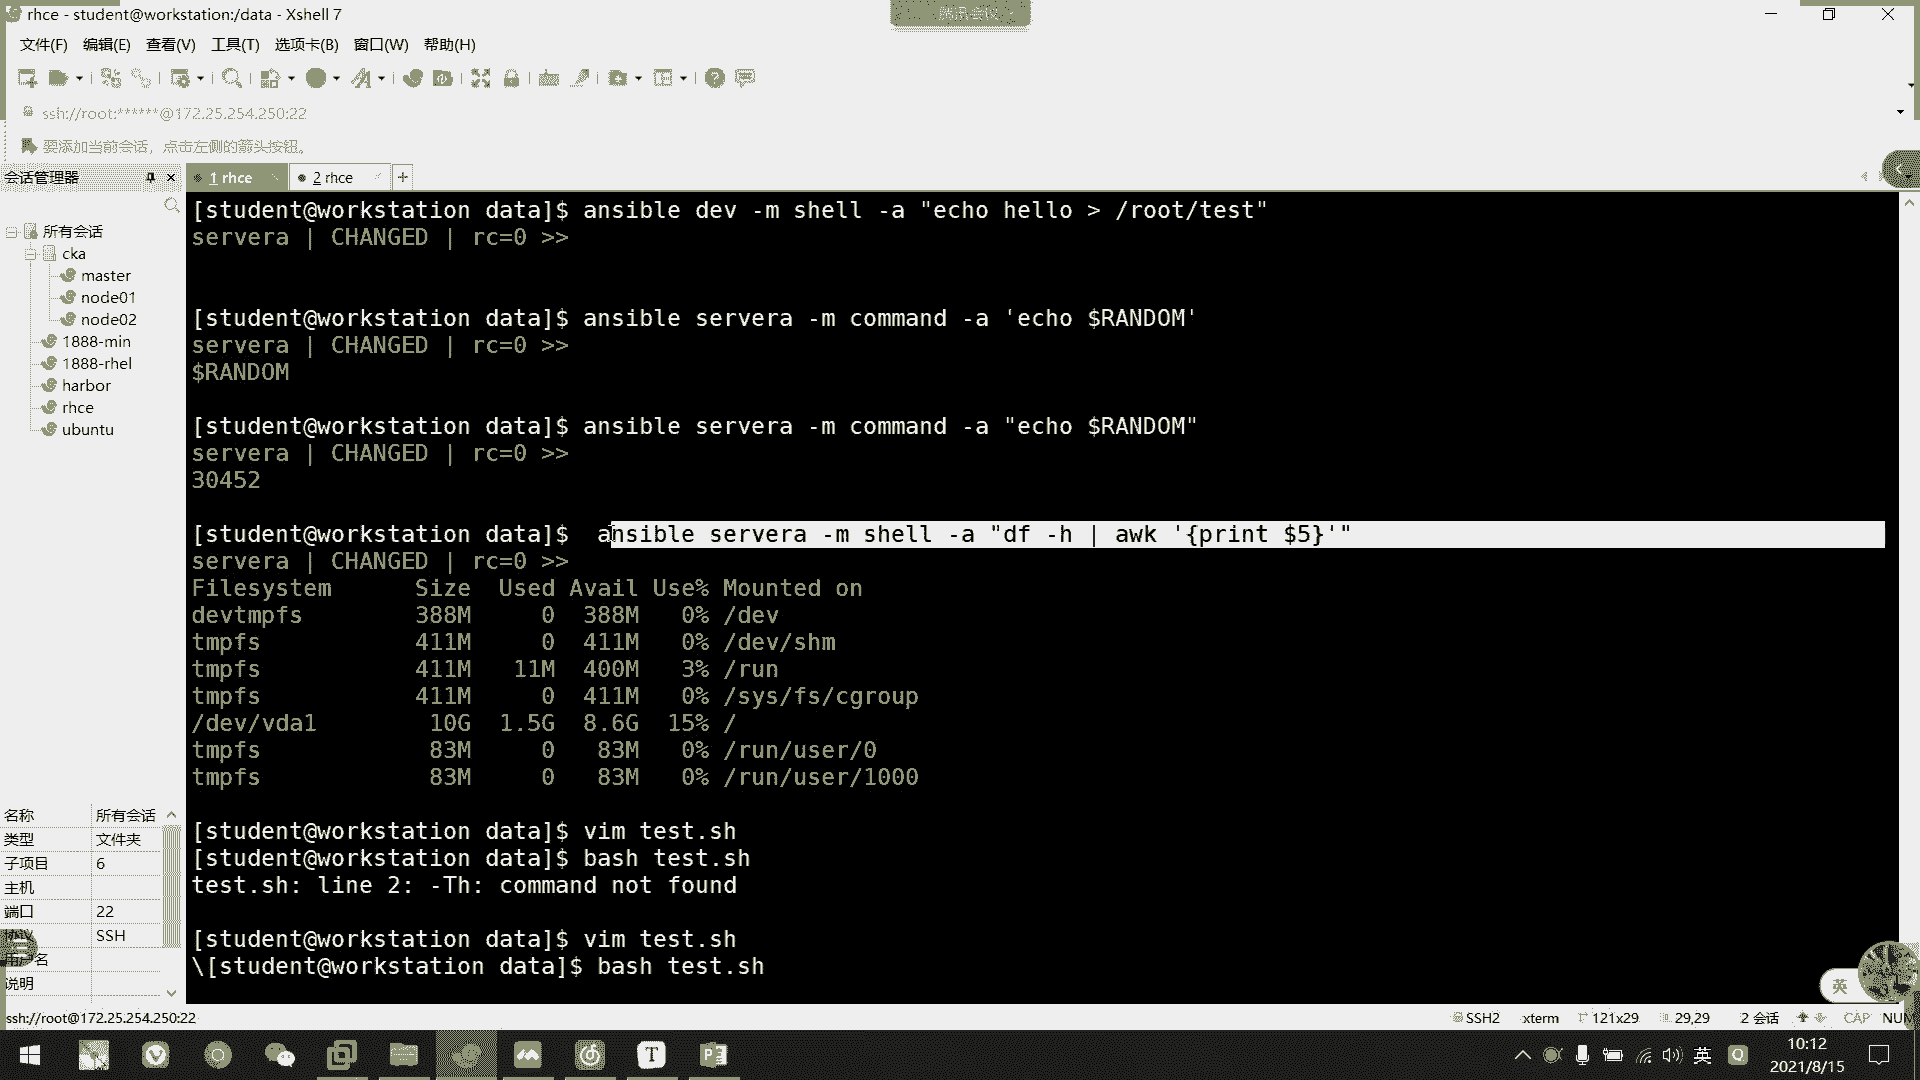 rhce - student@workstation:/data - Xshell 7
腾讯会议
文件(F) 编辑(E) 查看(V) 工具(T) 选项卡(B) 窗口(W) 帮助(H)
ssh://root:******@172.25.254.250:22
要添加当前会话，点击左侧的箭头按钮。
会话管理器
1 rhce
2 rhce
所有会话
cka
master
node01
node02
1888-min
1888-rhel
harbor
rhce
ubuntu
[student@workstation data]$ ansible dev -m shell -a "echo hello > /root/test"
servera | CHANGED | rc=0 >>
[student@workstation data]$ ansible servera -m command -a 'echo $RANDOM'
servera | CHANGED | rc=0 >>
$RANDOM
[student@workstation data]$ ansible servera -m command -a "echo $RANDOM"
servera | CHANGED | rc=0 >>
30452
[student@workstation data]$  ansible servera -m shell -a "df -h | awk '{print $5}'"
servera | CHANGED | rc=0 >>
Filesystem      Size  Used Avail Use% Mounted on
devtmpfs        388M     0  388M   0% /dev
tmpfs           411M     0  411M   0% /dev/shm
tmpfs           411M   11M  400M   3% /run
tmpfs           411M     0  411M   0% /sys/fs/cgroup
/dev/vda1        10G  1.5G  8.6G  15% /
tmpfs            83M     0   83M   0% /run/user/0
tmpfs            83M     0   83M   0% /run/user/1000
[student@workstation data]$ vim test.sh
[student@workstation data]$ bash test.sh
test.sh: line 2: -Th: command not found
[student@workstation data]$ vim test.sh
\[student@workstation data]$ bash test.sh
名称 所有会话
类型 文件夹
子项目 6
主机
端口 22
协议 SSH
用户名
说明
英
ssh://root@172.25.254.250:22
SSH2 xterm 121x29 29,29 2 会话 CAP NUM
英
10:12
2021/8/15